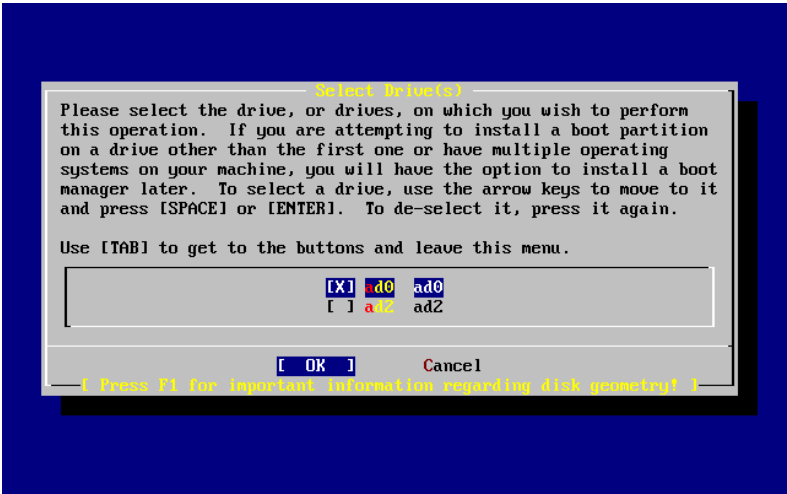 Select Drive(s)
Please select the drive, or drives, on which you wish to perform
this operation.  If you are attempting to install a boot partition
on a drive other than the first one or have multiple operating
systems on your machine, you will have the option to install a boot
manager later.  To select a drive, use the arrow keys to move to it
and press [SPACE] or [ENTER].  To de-select it, press it again.
Use [TAB] to get to the buttons and leave this menu.
[X] ad0  ad0
[ ] ad2  ad2
[  OK  ]  Cancel
[ Press F1 for important information regarding disk geometry! ]